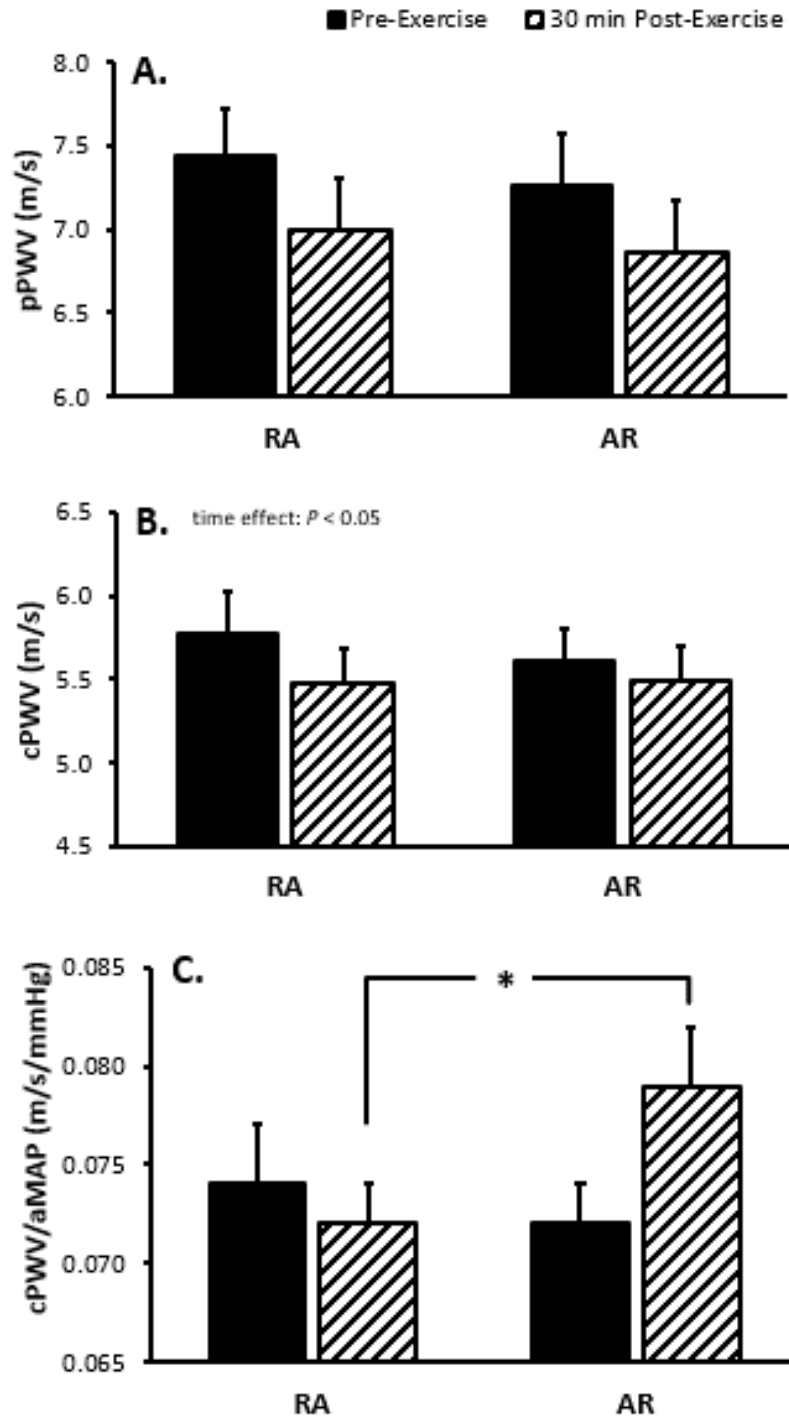 Pre-Exercise 30 min Post-Exercise
A.
pPWV (m/s)
8.0
7.5
7.0
6.5
6.0
RA AR
B. time effect: P < 0.05
cPWV (m/s)
6.5
6.0
5.5
5.0
4.5
RA AR
C.
*
cPWV/aMAP (m/s/mmHg)
0.085
0.080
0.075
0.070
0.065
RA AR